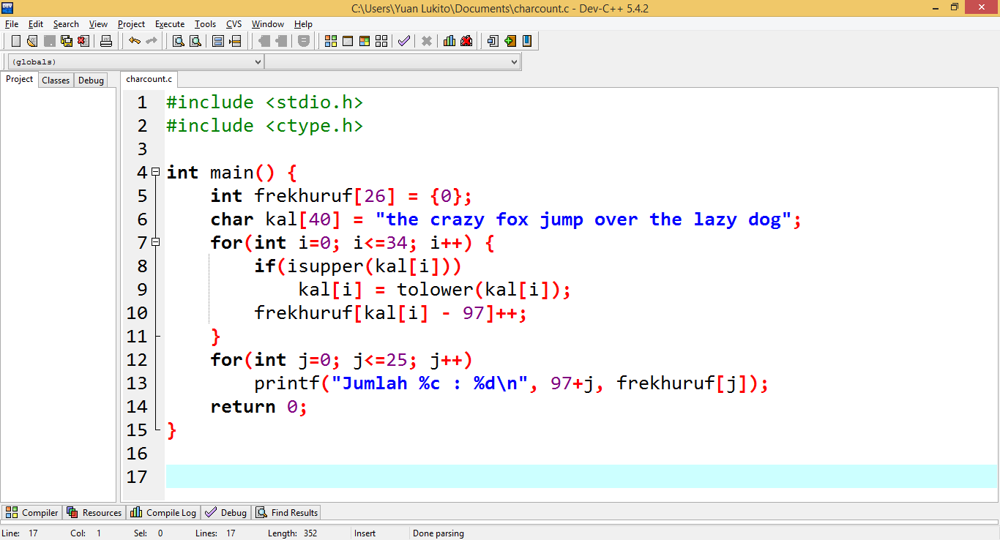 C:\Users\Yuan Lukito\Documents\charcount.c - Dev-C++ 5.4.2
File Edit Search View Project Execute Tools CVS Window Help
(globals)
Project Classes Debug
charcount.c
1 #include <stdio.h>
2 #include <ctype.h>
3
4 int main() {
5     int frekhuruf[26] = {0};
6     char kal[40] = "the crazy fox jump over the lazy dog";
7     for(int i=0; i<=34; i++) {
8         if(isupper(kal[i]))
9             kal[i] = tolower(kal[i]);
10         frekhuruf[kal[i] - 97]++;
11     }
12     for(int j=0; j<=25; j++)
13         printf("Jumlah %c : %d\n", 97+j, frekhuruf[j]);
14     return 0;
15 }
16
17
Compiler Resources Compile Log Debug Find Results
Line: 17 Col: 1 Sel: 0 Lines: 17 Length: 352 Insert Done parsing